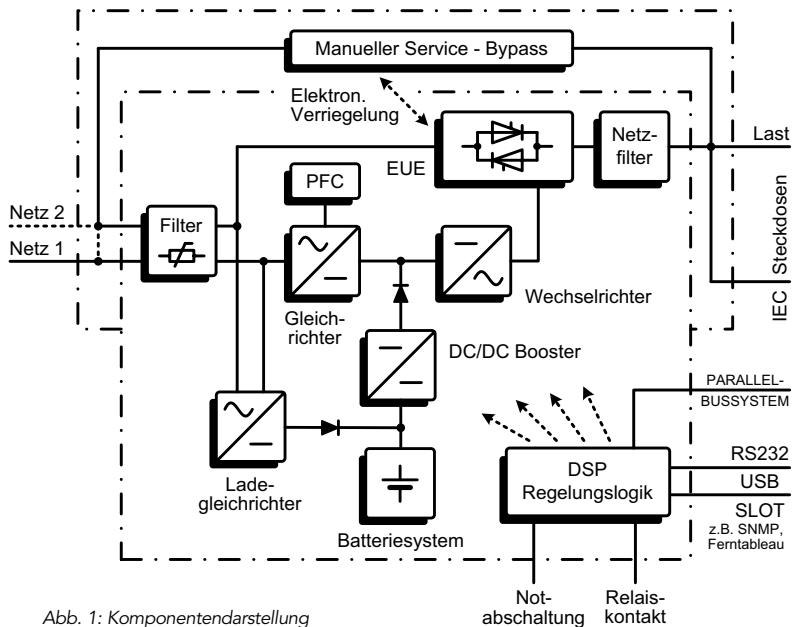 Manueller Service - Bypass
Elektron.
Verriegelung
EUE
Netz-
filter
Last
PFC
Netz 2
Netz 1
Filter
IEC Steckdosen
Gleich-
richter
Wechselrichter
DC/DC Booster
PARALLEL-
BUSSYSTEM
Lade-
gleichrichter
Batteriesystem
DSP
Regelungslogik
RS232
USB
SLOT
z.B. SNMP,
Ferntableau
Not-
abschaltung
Relais-
kontakt
Abb. 1: Komponentendarstellung